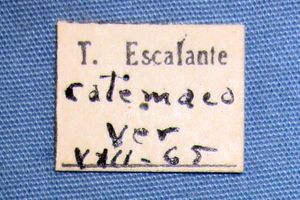 T. Escalante
catemaco
ver
VIII-65